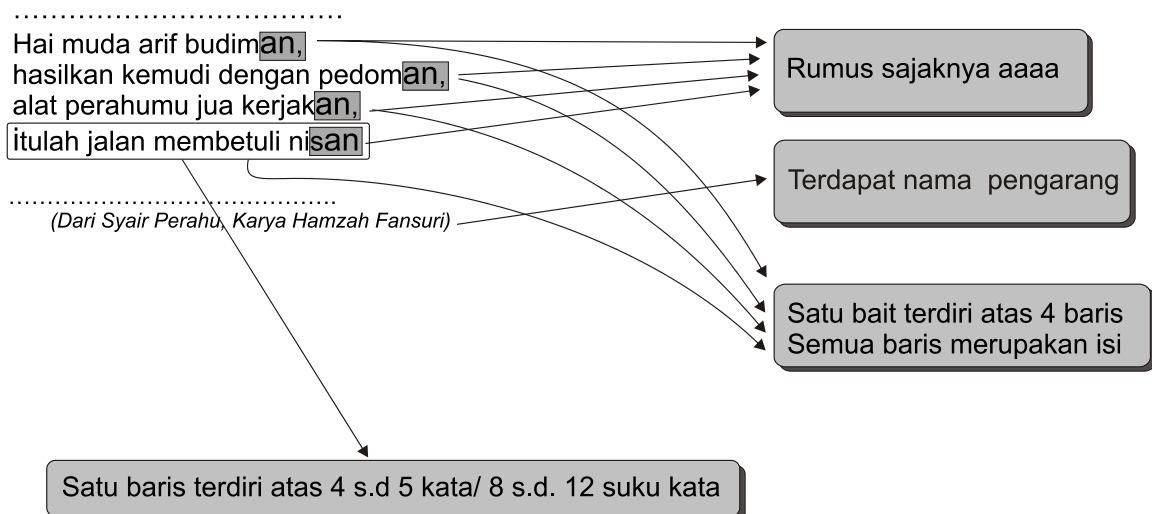 ....................................
Hai muda arif budiman,
hasilkan kemudi dengan pedoman,
alat perahumu jua kerjakan,
itulah jalan membetuli nisan
...........................................
(Dari Syair Perahu, Karya Hamzah Fansuri)
Rumus sajaknya aaaa
Terdapat nama pengarang
Satu bait terdiri atas 4 baris
Semua baris merupakan isi
Satu baris terdiri atas 4 s.d 5 kata/ 8 s.d. 12 suku kata